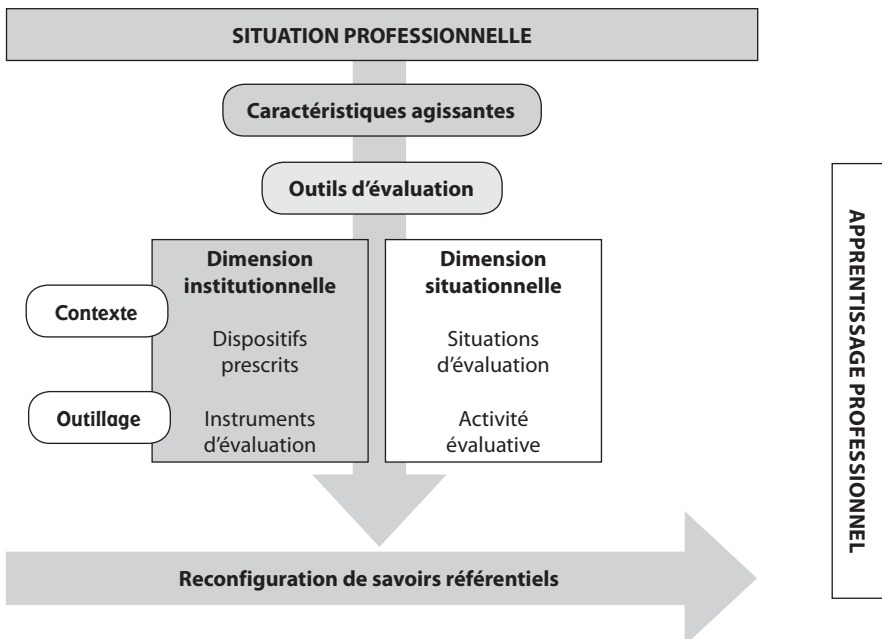 SITUATION PROFESSIONNELLE
Caractéristiques agissantes
Outils d'évaluation
Dimension
institutionnelle
Dimension
situationnelle
Contexte
Dispositifs
prescrits
Situations
d'évaluation
Outillage
Instruments
d'évaluation
Activité
évaluative
Reconfiguration de savoirs référentiels
APPRENTISSAGE PROFESSIONNEL